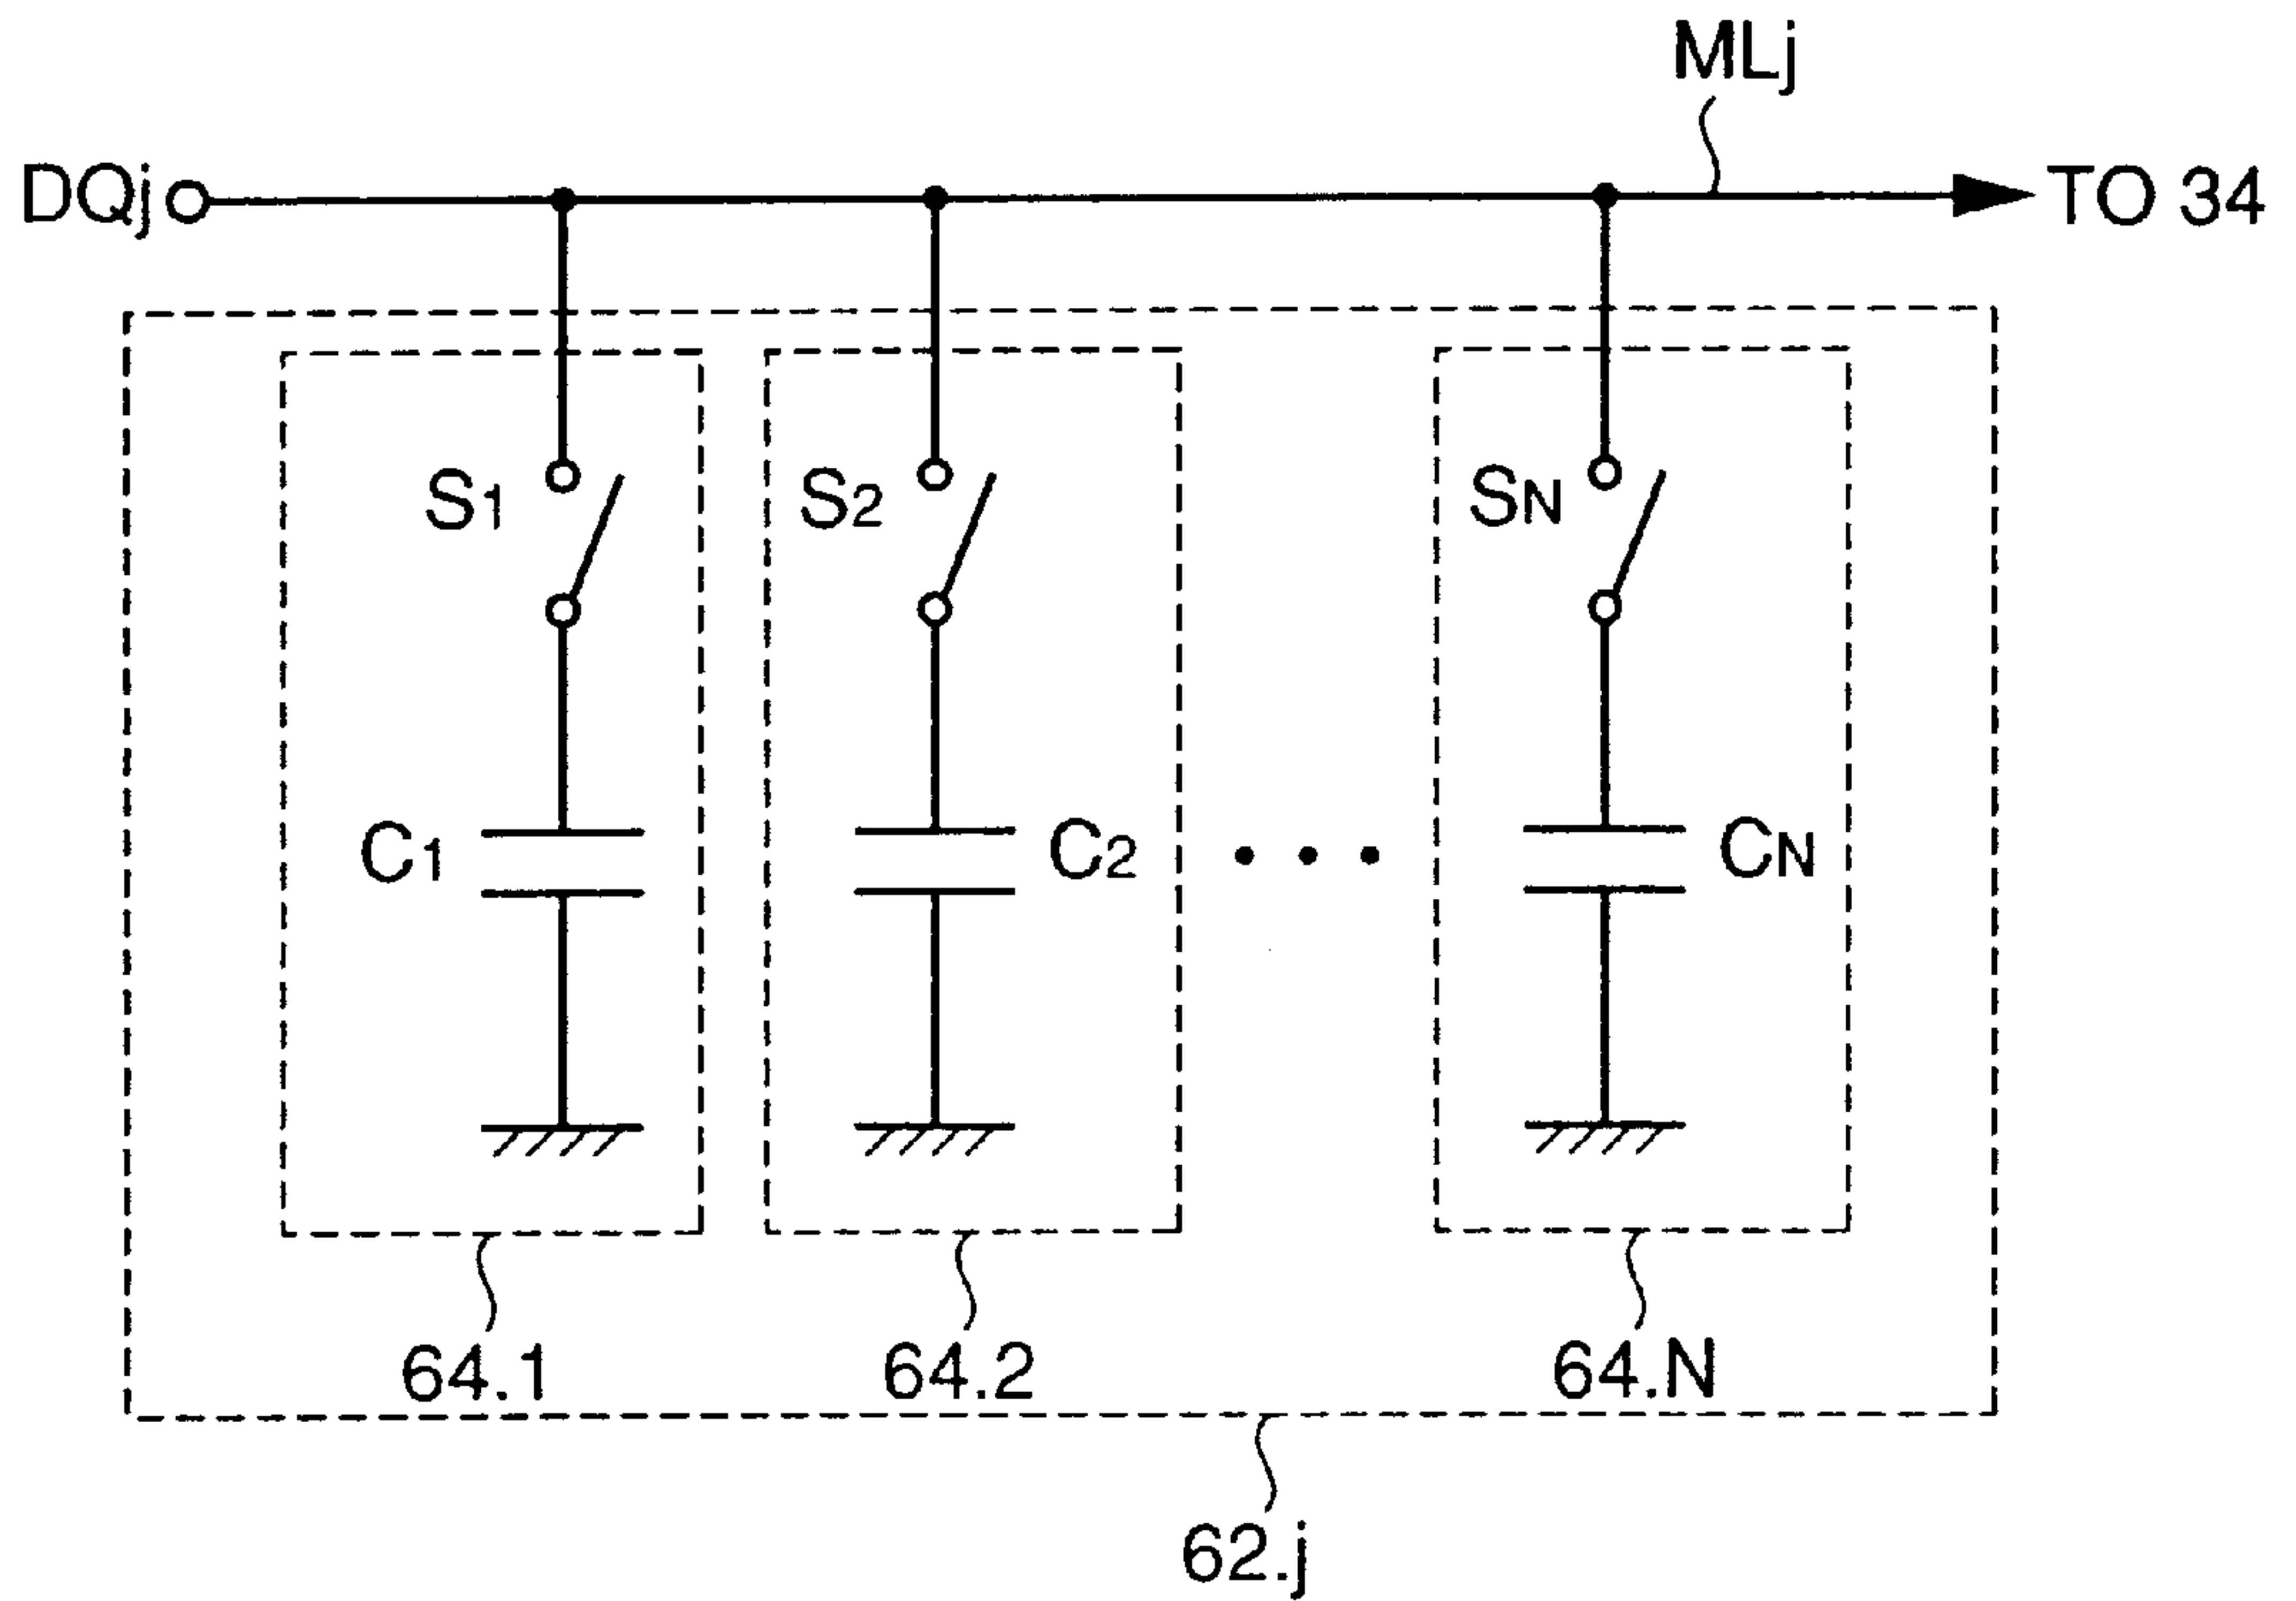 MLj
DQj TO 34
S1 S2 SN
C1 C2 • • • CN
64.1 64.2 64.N
62.j